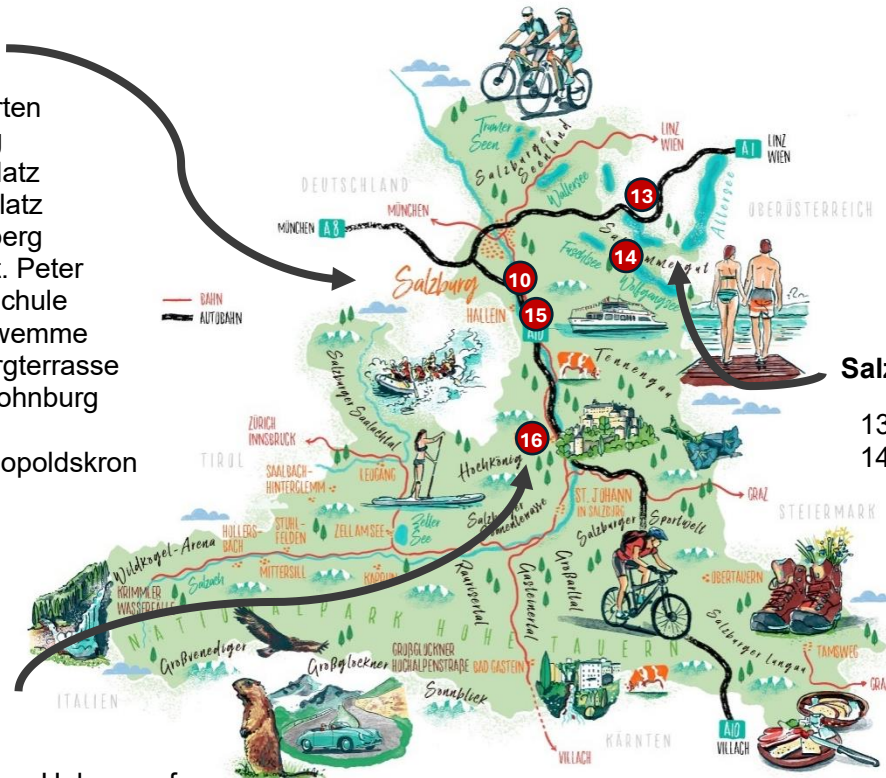 rten
g
latz
latz
berg
t. Peter
schule
wemme
rgterrasse
ohnburg
opoldskron
Trumer
Seen
Salzburger
Seenland
LINZ
WIEN
A1
LINZ
WIEN
DEUTSCHLAND
Wallersee
13
Attersee
OBERÖSTERREICH
MÜNCHEN
MÜNCHEN A8
14
Fuschlsee
Wolfgangsee
Salzburg
10
BAHN
AUTOBAHN
HALLEIN
15
A10
Tennengau
Salz
13
14
Salzburger Saalachtal
ZÜRICH
INNSBRUCK
TIROL
16
SAALBACH-
HINTERGLEMM
LEOGANG
Hochkönig
ST. JOHANN
IN SALZBURG
GRAZ
STEIERMARK
Salzburger
Sonnenterrasse
Salzburger Sportwelt
HOLLERS-
BACH
STUHL-
FELDEN
ZELL AM SEE
Zeller
See
Wildkogel-Arena
Salzach
MITTERSILL
KAPRUN
KRIMMLER
WASSERFÄLLE
Raurisertal
Gasteinertal
Großarltal
OBERTAUERN
NATIONALPARK HOHE TAUERN
Großvenediger
Großglockner
GROSSGLOCKNER
HOCHALPENSTRASSE
BAD GASTEIN
Salzburger Lungau
TAMSWEG
ITALIEN
Sonnblick
GRA
KÄRNTEN
A10
VILLACH
VILLACH